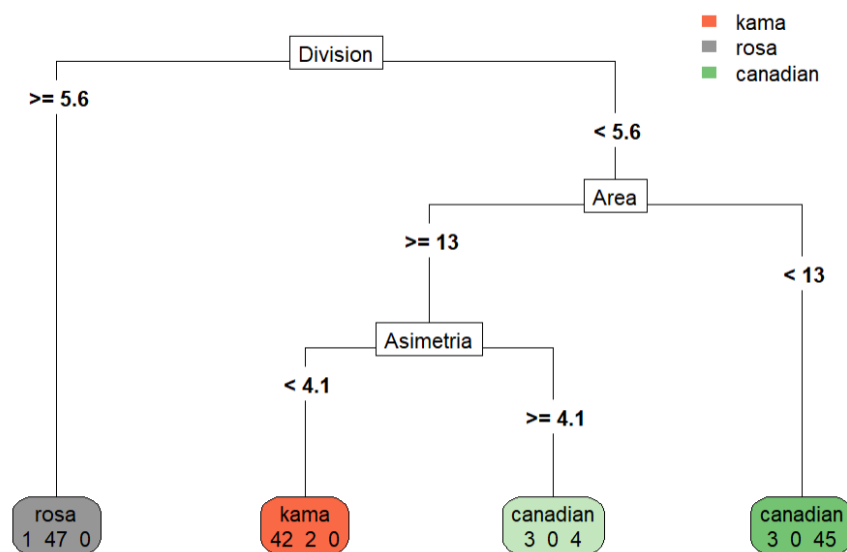 kama
rosa
canadian
Division
>= 5.6
< 5.6
Area
>= 13
< 13
Asimetria
< 4.1
>= 4.1
rosa
1 47 0
kama
42 2 0
canadian
3 0 4
canadian
3 0 45